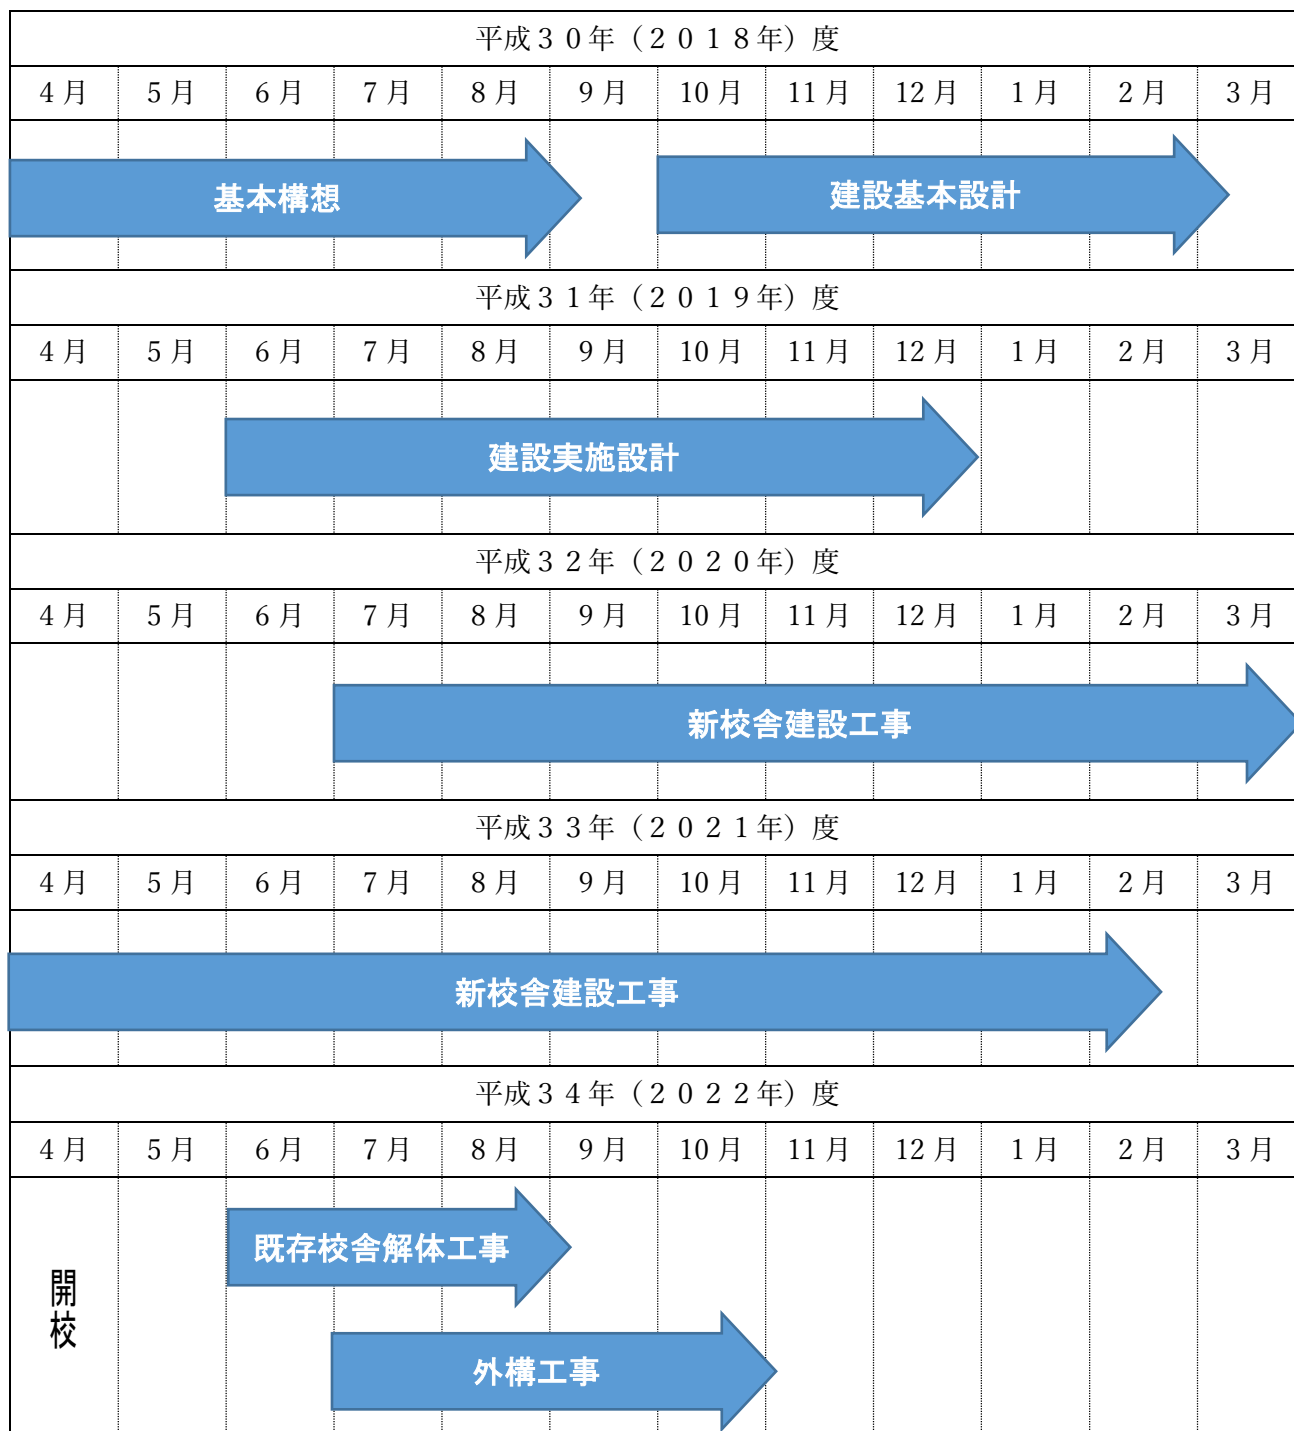 平成３０年（２０１８年）度
4月 5月 6月 7月 8月 9月 10月 11月 12月 1月 2月 3月
基本構想 建設基本設計
平成３１年（２０１９年）度
4月 5月 6月 7月 8月 9月 10月 11月 12月 1月 2月 3月
建設実施設計
平成３２年（２０２０年）度
4月 5月 6月 7月 8月 9月 10月 11月 12月 1月 2月 3月
新校舎建設工事
平成３３年（２０２１年）度
4月 5月 6月 7月 8月 9月 10月 11月 12月 1月 2月 3月
新校舎建設工事
平成３４年（２０２２年）度
4月 5月 6月 7月 8月 9月 10月 11月 12月 1月 2月 3月
開校
既存校舎解体工事
外構工事